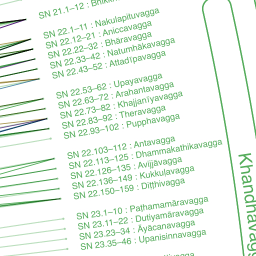 SN 21.1–12 :
SN 22.1–11 : Nakulapituvagga
SN 22.12–21 : Aniccavagga
SN 22.22–32 : Bhāravagga
SN 22.33–42 : Natumhākavagga
SN 22.43–52 : Attadīpavagga
SN 22.53–62 : Upayavagga
SN 22.63–72 : Arahantavagga
SN 22.73–82 : Khajjanīyavagga
SN 22.83–92 : Theravagga
SN 22.93–102 : Pupphavagga
SN 22.103–112 : Antavagga
SN 22.113–125 : Dhammakathikavagga
SN 22.126–135 : Avijjāvagga
SN 22.136–149 : Kukkuḷavagga
SN 22.150–159 : Diṭṭhivagga
SN 23.1–10 : Paṭhamamāravagga
SN 23.11–22 : Dutiyamāravagga
SN 23.23–34 : Āyācanavagga
SN 23.35–46 : Upanisinnavagga
Khandhavagg